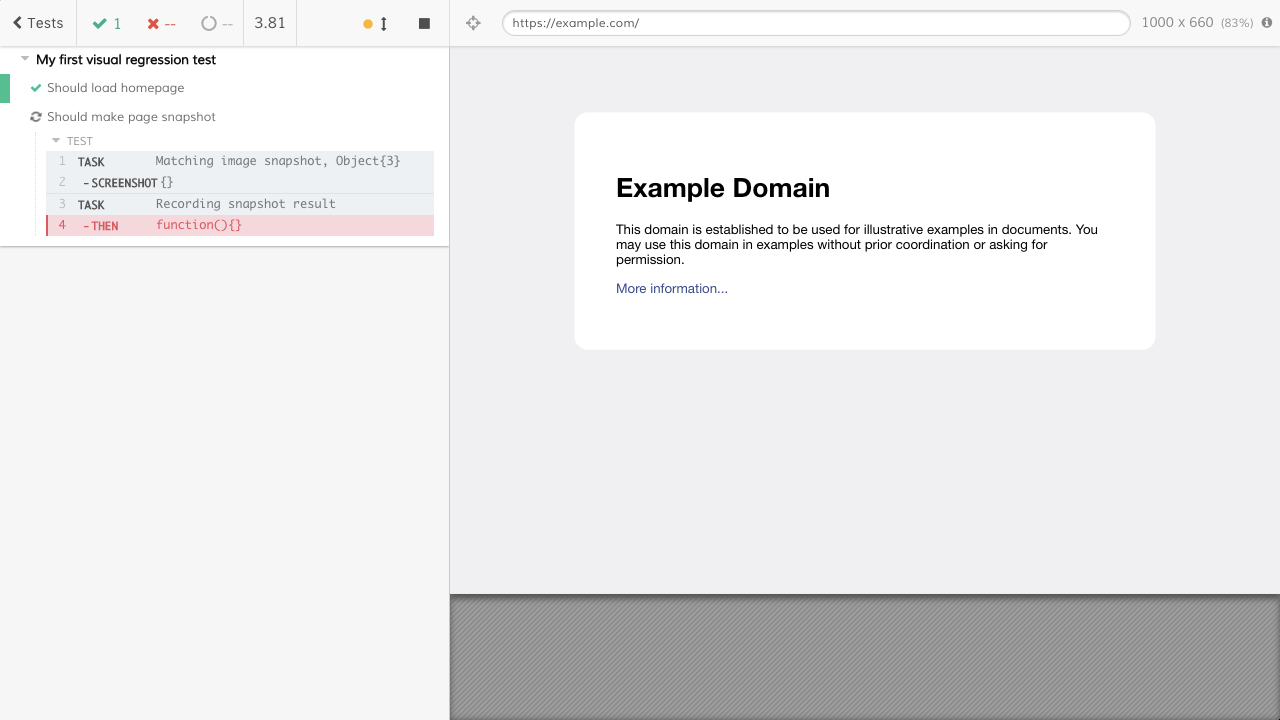 Tests
1
--
--
3.81
https://example.com/
1000 x 660 (83%)
My first visual regression test
Should load homepage
Should make page snapshot
TEST
1 TASK Matching image snapshot, Object{3}
2 -SCREENSHOT {}
3 TASK Recording snapshot result
4 -THEN function(){}
Example Domain
This domain is established to be used for illustrative examples in documents. You
may use this domain in examples without prior coordination or asking for
permission.
More information...